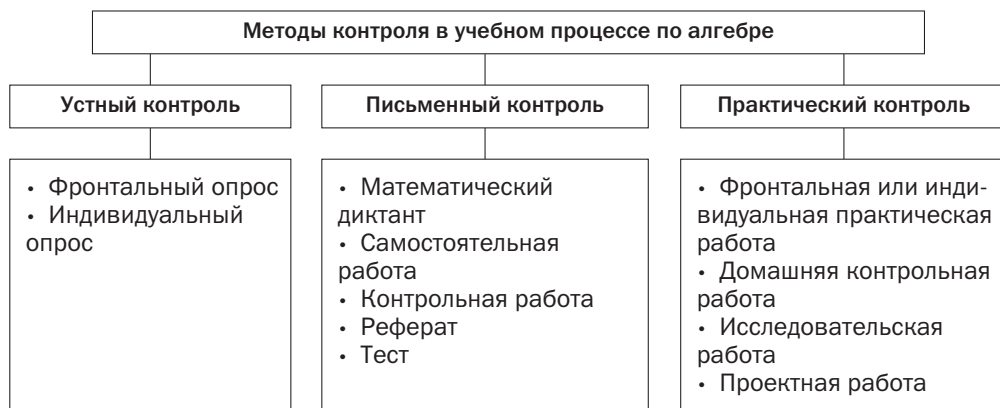 Методы контроля в учебном процессе по алгебре
Устный контроль
• Фронтальный опрос
• Индивидуальный
опрос
Письменный контроль
• Математический
диктант
• Самостоятельная
работа
• Контрольная работа
• Реферат
• Тест
Практический контроль
• Фронтальная или инди-
видуальная практическая
работа
• Домашняя контрольная
работа
• Исследовательская
работа
• Проектная работа